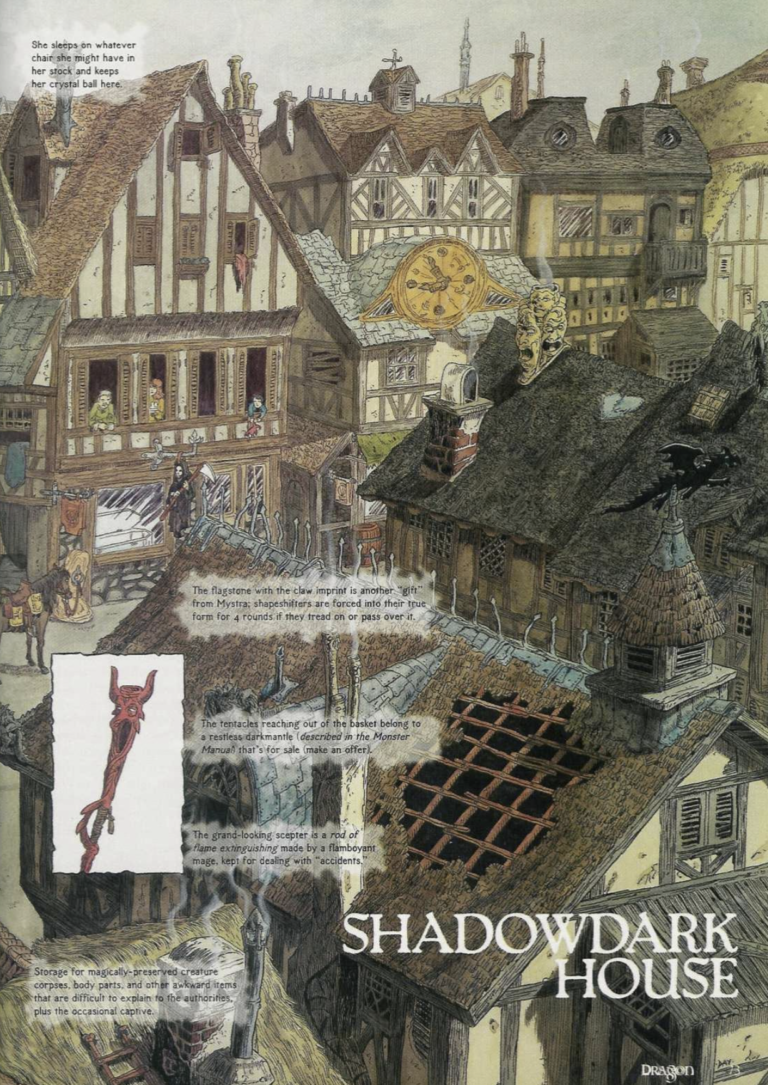 She sleeps on whatever
chair she might have in
her stock and keeps
her crystal ball here.
The flagstone with the claw imprint is another "gift"
from Mystra; shapeshifters are forced into their true
form for 4 rounds if they tread on or pass over it.
The tentacles reaching out of the basket belong to
a restless darkmantle (described in the Monster
Manual) that's for sale (make an offer).
The grand-looking scepter is a rod of
flame extinguishing made by a flamboyant
mage, kept for dealing with "accidents."
SHADOWDARK
HOUSE
Storage for magically-preserved creature
corpses, body parts, and other awkward items
that are difficult to explain to the authorities,
plus the occasional captive.
DRAGON